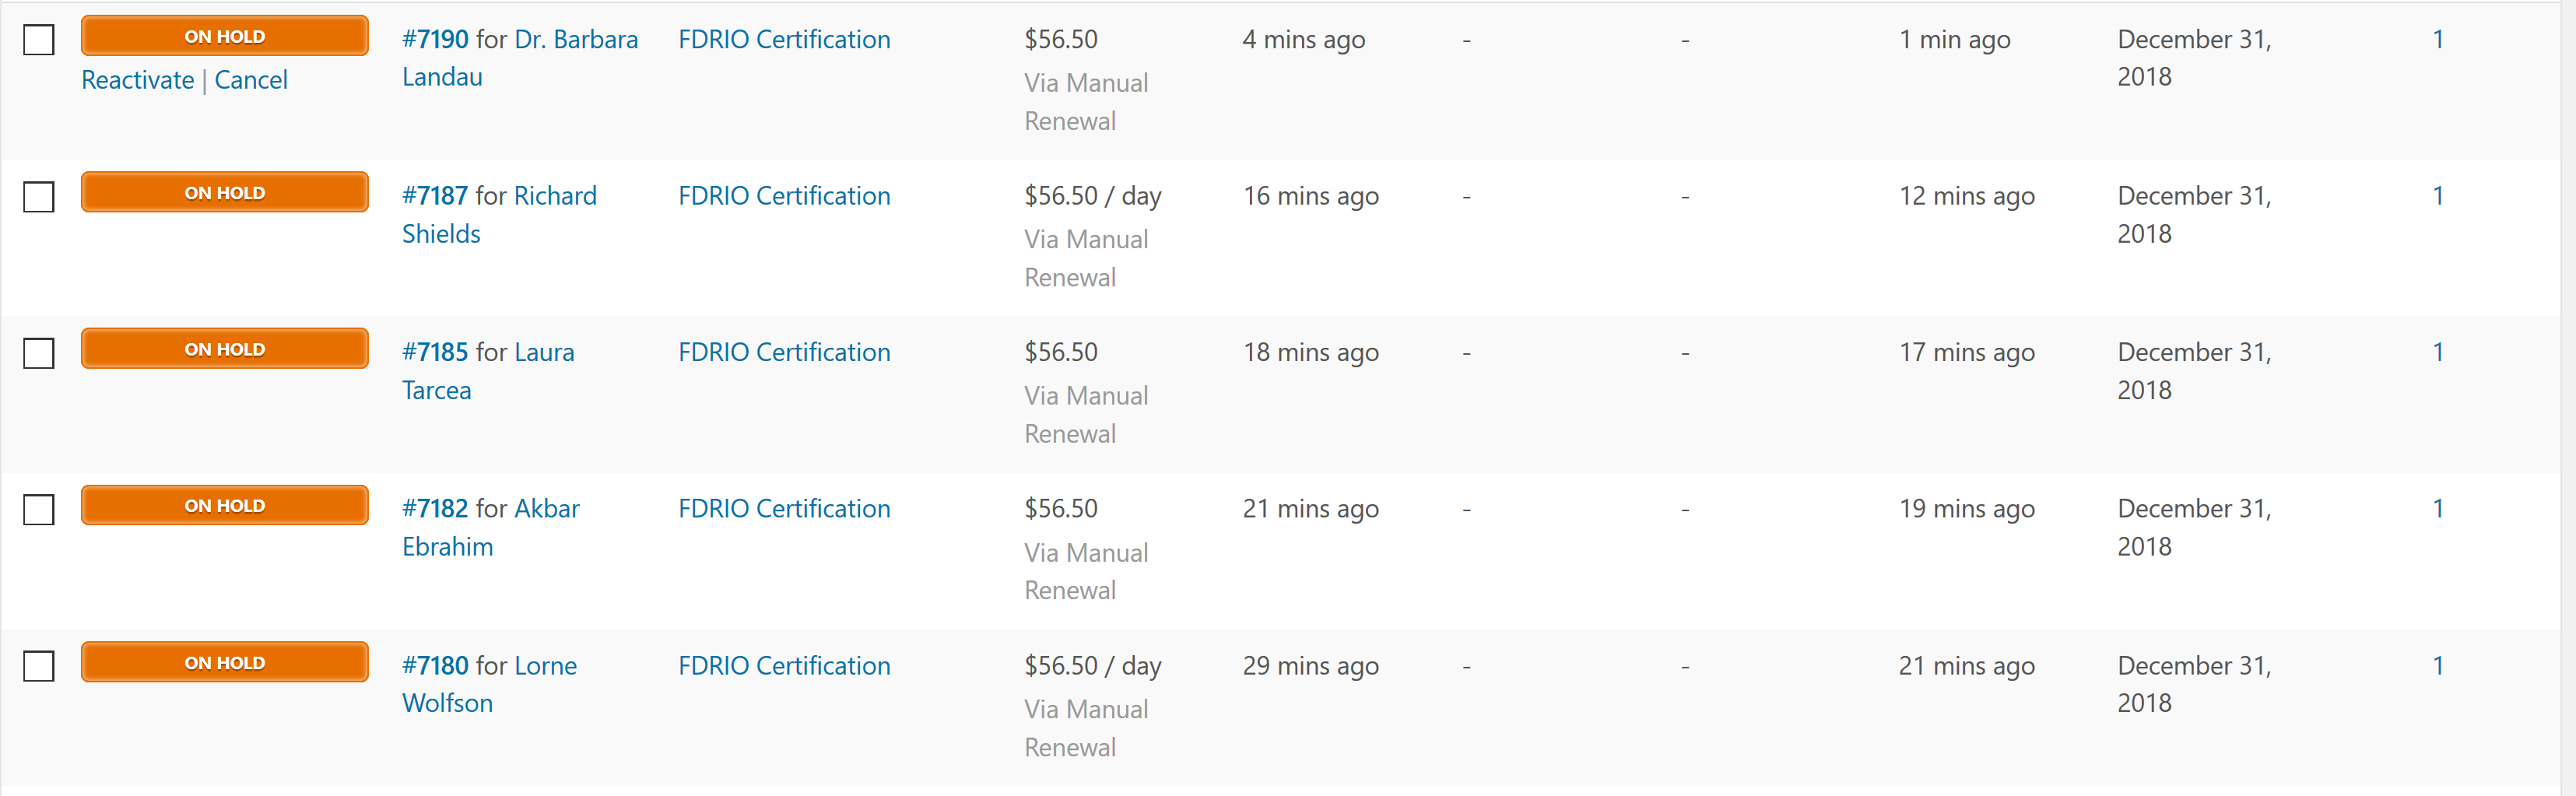 ON HOLD #7190 for Dr. Barbara FDRIO Certification $56.50 4 mins ago - - 1 min ago December 31, 1
Reactivate | Cancel Landau Via Manual 2018
Renewal
ON HOLD #7187 for Richard FDRIO Certification $56.50 / day 16 mins ago - - 12 mins ago December 31, 1
Shields Via Manual 2018
Renewal
ON HOLD #7185 for Laura FDRIO Certification $56.50 18 mins ago - - 17 mins ago December 31, 1
Tarcea Via Manual 2018
Renewal
ON HOLD #7182 for Akbar FDRIO Certification $56.50 21 mins ago - - 19 mins ago December 31, 1
Ebrahim Via Manual 2018
Renewal
ON HOLD #7180 for Lorne FDRIO Certification $56.50 / day 29 mins ago - - 21 mins ago December 31, 1
Wolfson Via Manual 2018
Renewal